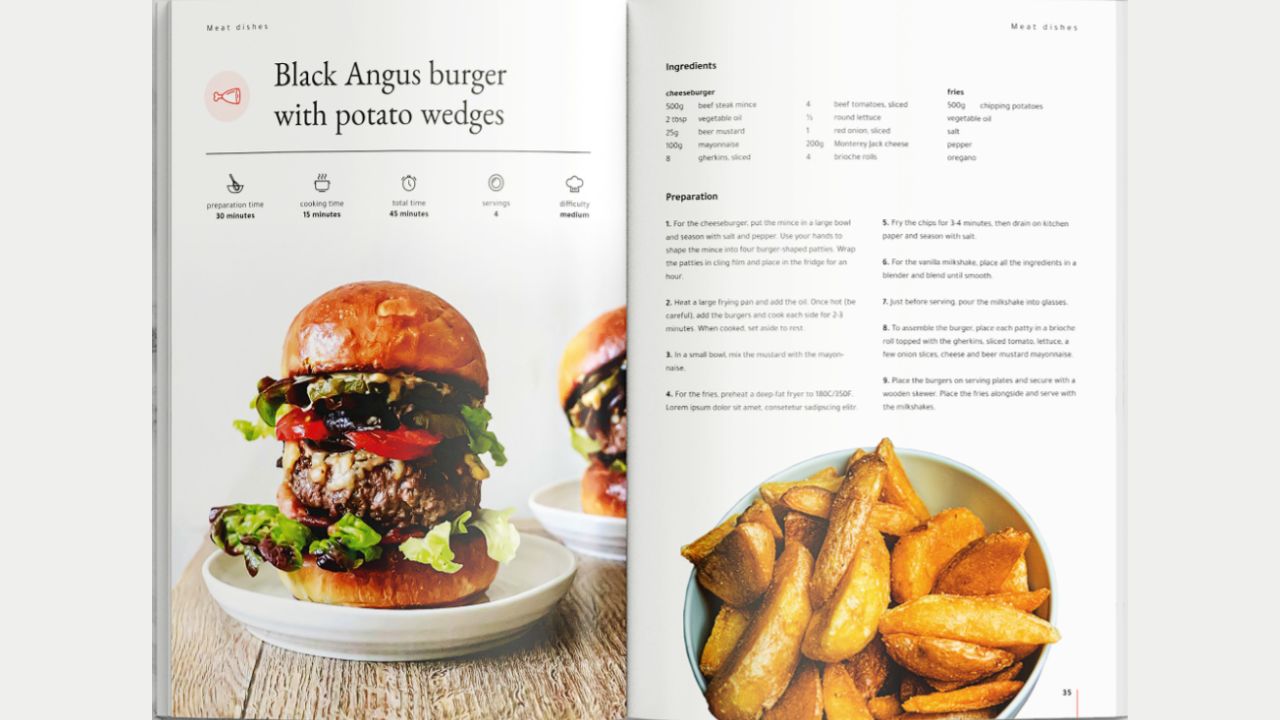 Meat dishes
Black Angus burger
with potato wedges
preparation time
30 minutes
cooking time
15 minutes
total time
45 minutes
servings
4
difficulty
medium
Meat dishes
Ingredients
cheeseburger
500g beef steak mince
2 tbsp vegetable oil
25g beer mustard
100g mayonnaise
8 gherkins, sliced
4 beef tomatoes, sliced
½ round lettuce
1 red onion, sliced
200g Monterey Jack cheese
4 brioche rolls
fries
500g chipping potatoes
vegetable oil
salt
pepper
oregano
Preparation
1. For the cheeseburger, put the mince in a large bowl
and season with salt and pepper. Use your hands to
shape the mince into four burger-shaped patties. Wrap
the patties in cling film and place in the fridge for an
hour.
2. Heat a large frying pan and add the oil. Once hot (be
careful), add the burgers and cook each side for 2-3
minutes. When cooked, set aside to rest.
3. In a small bowl, mix the mustard with the mayon-
naise.
4. For the fries, preheat a deep-fat fryer to 180C/350F.
Lorem ipsum dolor sit amet, consetetur sadipscing elitr.
5. Fry the chips for 3-4 minutes, then drain on kitchen
paper and season with salt.
6. For the vanilla milkshake, place all the ingredients in a
blender and blend until smooth.
7. Just before serving, pour the milkshake into glasses.
8. To assemble the burger, place each patty in a brioche
roll topped with the gherkins, sliced tomato, lettuce, a
few onion slices, cheese and beer mustard mayonnaise.
9. Place the burgers on serving plates and secure with a
wooden skewer. Place the fries alongside and serve with
the milkshakes.
35